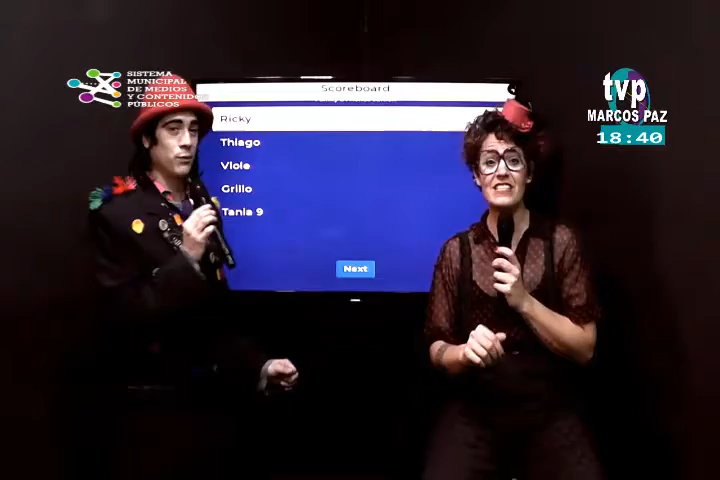 SISTEMA
MUNICIPAL
DE MEDIOS
Y CONTENIDOS
PÚBLICOS
Scoreboard
tvp
MARCOS PAZ
18:40
Ricky
Thiago
Viole
Grillo
Tania 9
Next